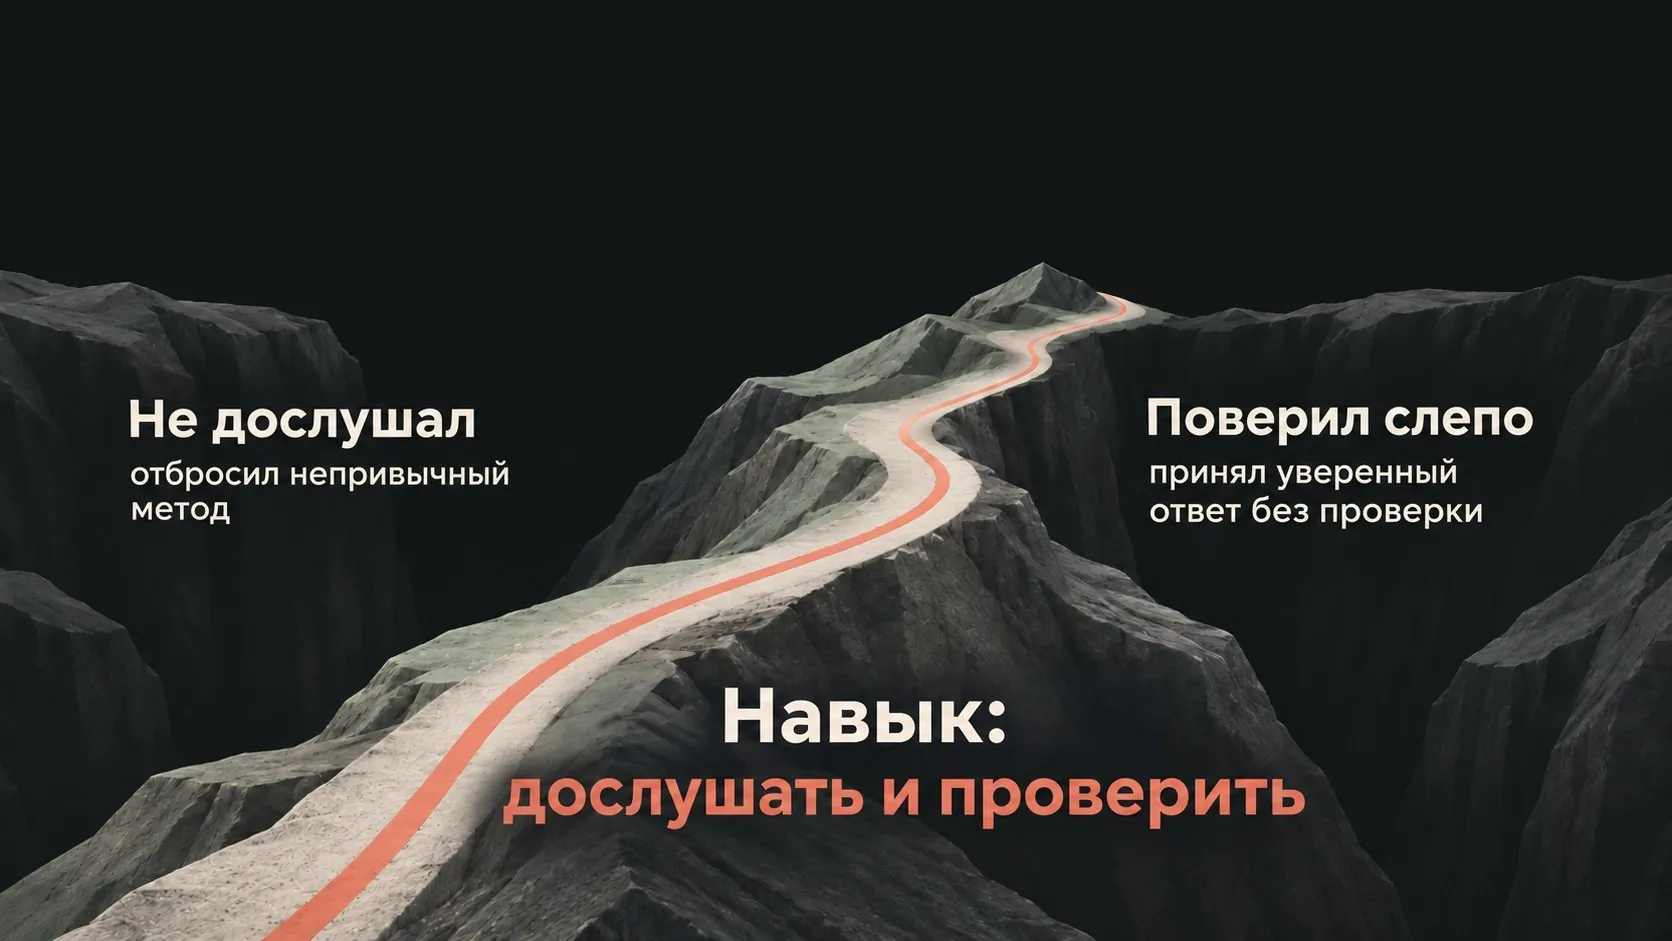 Не дослушал
отбросил непривычный
метод
Поверил слепо
принял уверенный
ответ без проверки
Навык:
дослушать и проверить